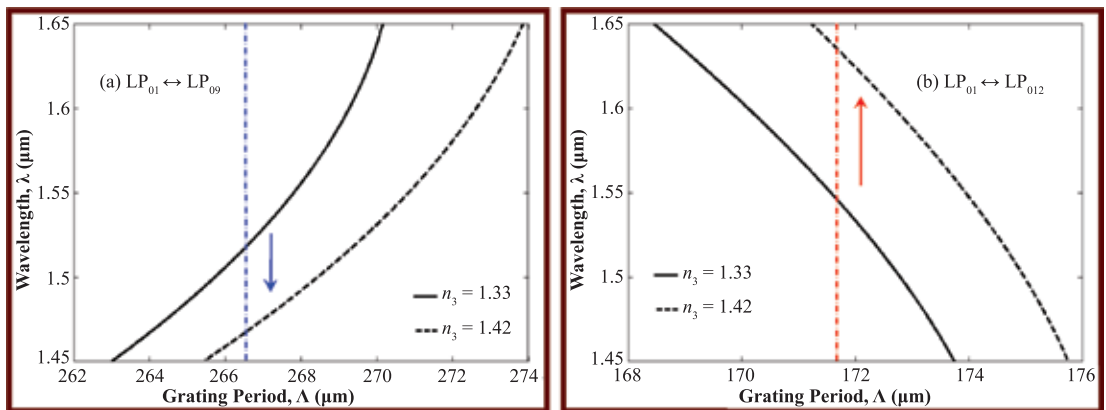 1.65
1.6
1.55
1.5
1.45
Wavelength, λ (μm)
(a) LP01 ↔ LP09
n3 = 1.33
n3 = 1.42
262 264 266 268 270 272 274
Grating Period, Λ (μm)
1.65
1.6
1.55
1.5
1.45
Wavelength, λ (μm)
(b) LP01 ↔ LP012
n3 = 1.33
n3 = 1.42
168 170 172 174 176
Grating Period, Λ (μm)